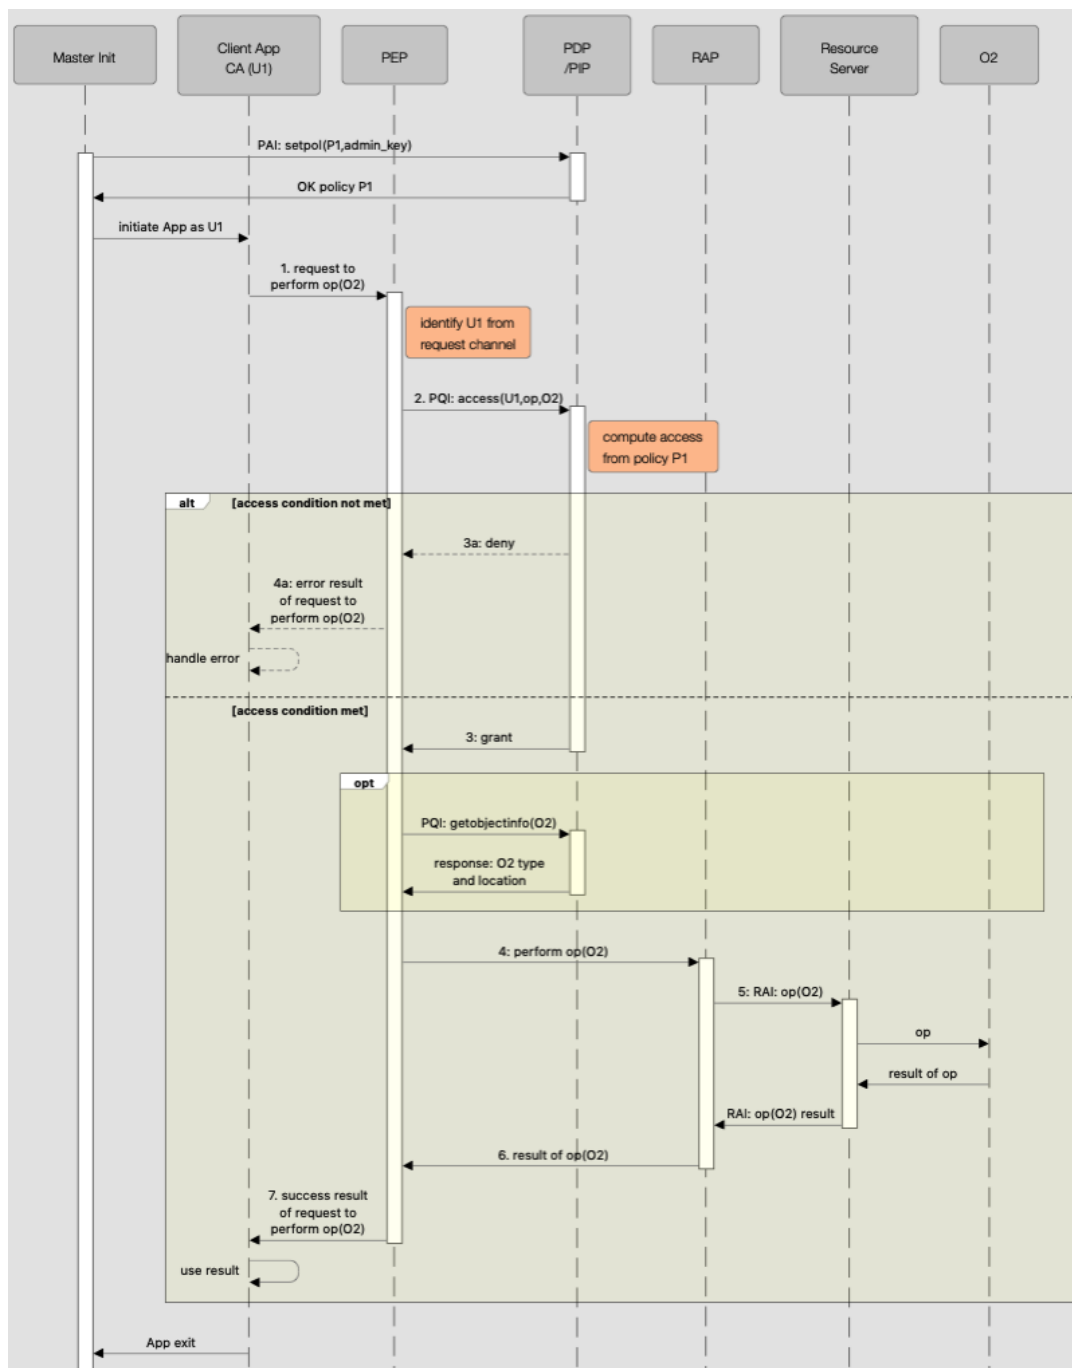 Master Init
Client App
CA (U1)
PEP
PDP
/PIP
RAP
Resource
Server
O2
PAI: setpol(P1,admin_key)
OK policy P1
initiate App as U1
1. request to
perform op(O2)
identify U1 from
request channel
2. PQI: access(U1,op,O2)
compute access
from policy P1
alt
[access condition not met]
3a: deny
4a: error result
of request to
perform op(O2)
handle error
[access condition met]
3: grant
opt
PQI: getobjectinfo(O2)
response: O2 type
and location
4: perform op(O2)
5: RAI: op(O2)
op
result of op
RAI: op(O2) result
6. result of op(O2)
7. success result
of request to
perform op(O2)
use result
App exit